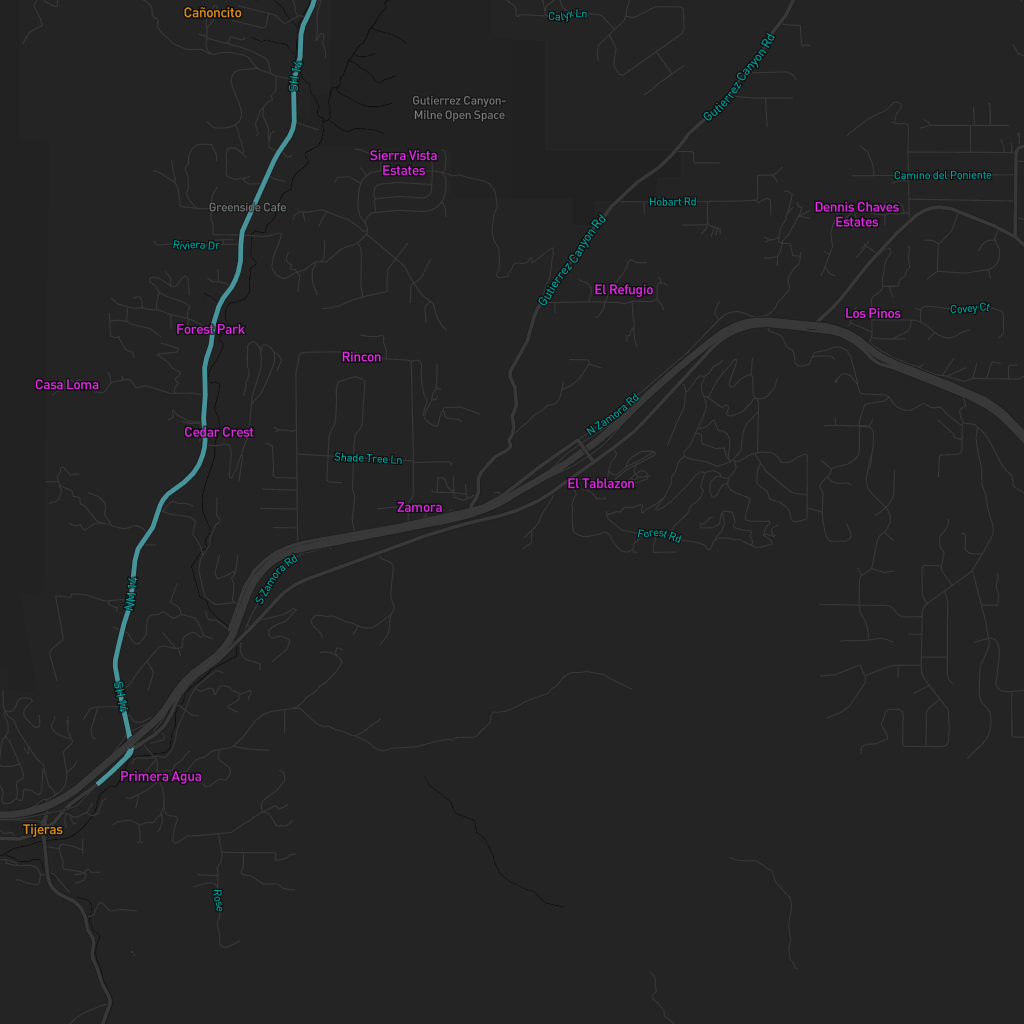 Cañoncito
Calyx Ln
SH 14
Gutierrez Canyon Rd
Gutierrez Canyon-
Milne Open Space
Sierra Vista
Estates
Camino del Poniente
Greenside Cafe
Hobart Rd
Dennis Chaves
Estates
Riviera Dr
Gutierrez Canyon Rd
El Refugio
Covey Ct
Los Pinos
Forest Park
Rincon
Casa Loma
N Zamora Rd
Cedar Crest
Shade Tree Ln
El Tablazon
Zamora
Forest Rd
S Zamora Rd
NM 14
SH 14
Primera Agua
Tijeras
Rose